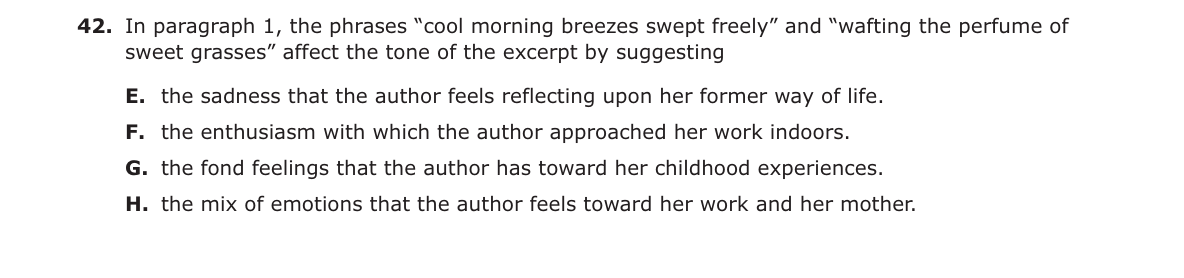 42. In paragraph 1, the phrases “cool morning breezes swept freely” and “wafting the perfume of
sweet grasses” affect the tone of the excerpt by suggesting
E. the sadness that the author feels reflecting upon her former way of life.
F. the enthusiasm with which the author approached her work indoors.
G. the fond feelings that the author has toward her childhood experiences.
H. the mix of emotions that the author feels toward her work and her mother.